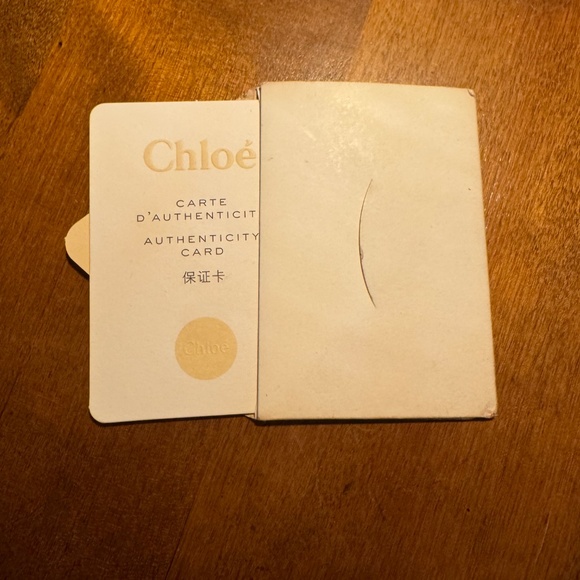 Chloé
CARTE
D'AUTHENTICIT
AUTHENTICITY
CARD
保证卡
Chloé